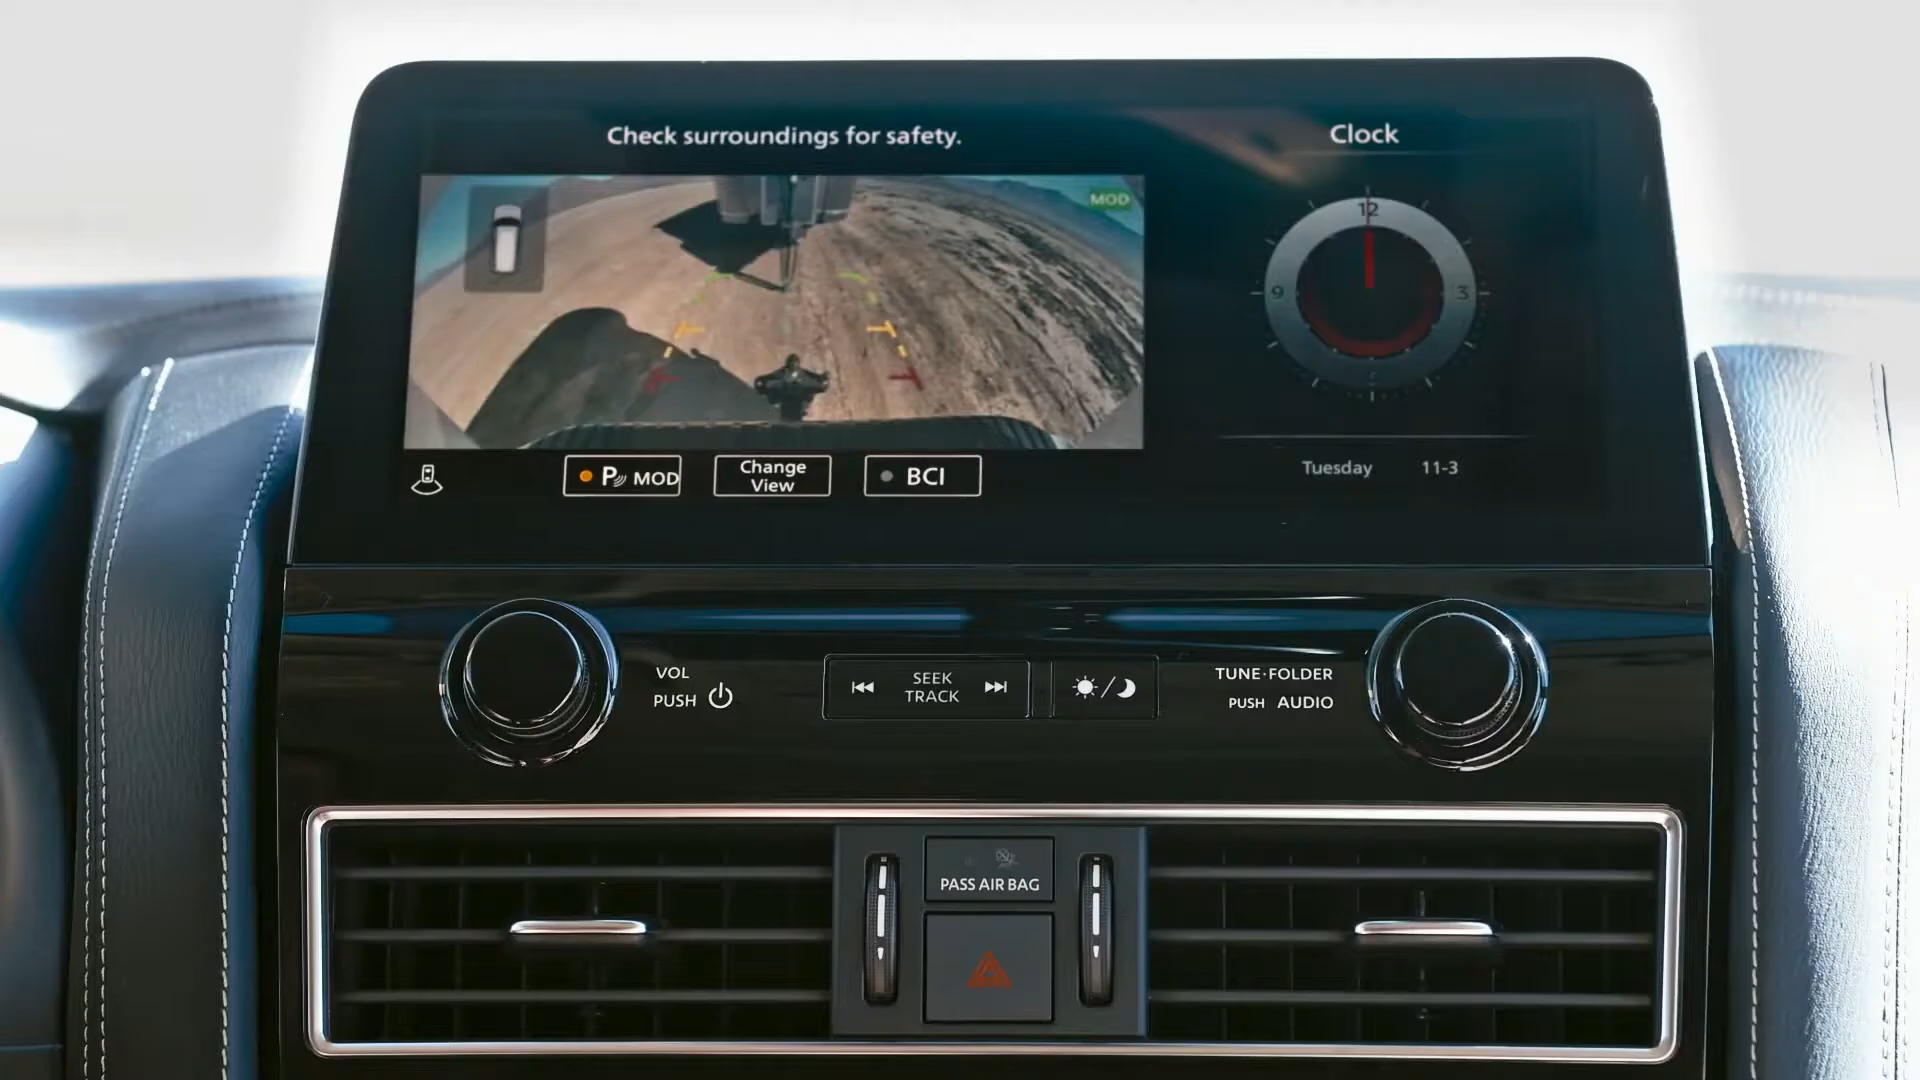 Check surroundings for safety.
MOD
P MOD
Change
View
BCI
Clock
12
9
3
Tuesday 11-3
VOL
PUSH
SEEK
TRACK
TUNE·FOLDER
PUSH AUDIO
PASS AIR BAG